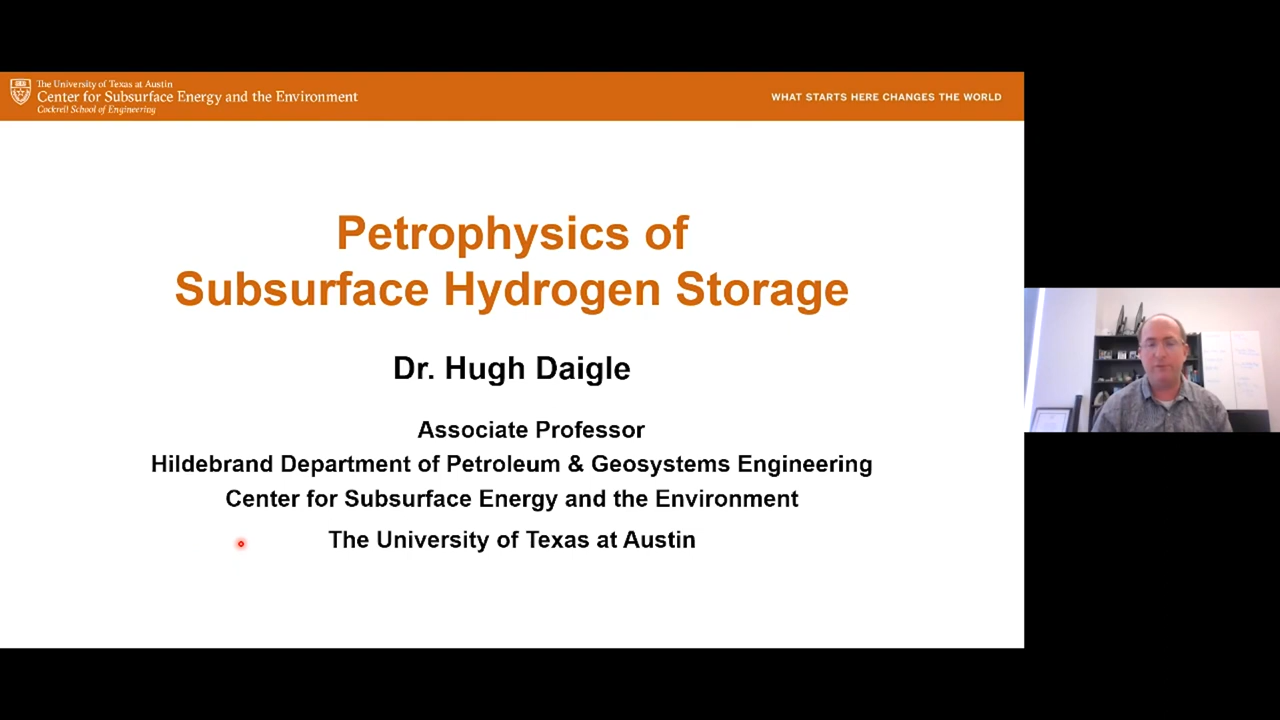 The University of Texas at Austin
Center for Subsurface Energy and the Environment
Cockrell School of Engineering
WHAT STARTS HERE CHANGES THE WORLD
Petrophysics of
Subsurface Hydrogen Storage
Dr. Hugh Daigle
Associate Professor
Hildebrand Department of Petroleum & Geosystems Engineering
Center for Subsurface Energy and the Environment
The University of Texas at Austin